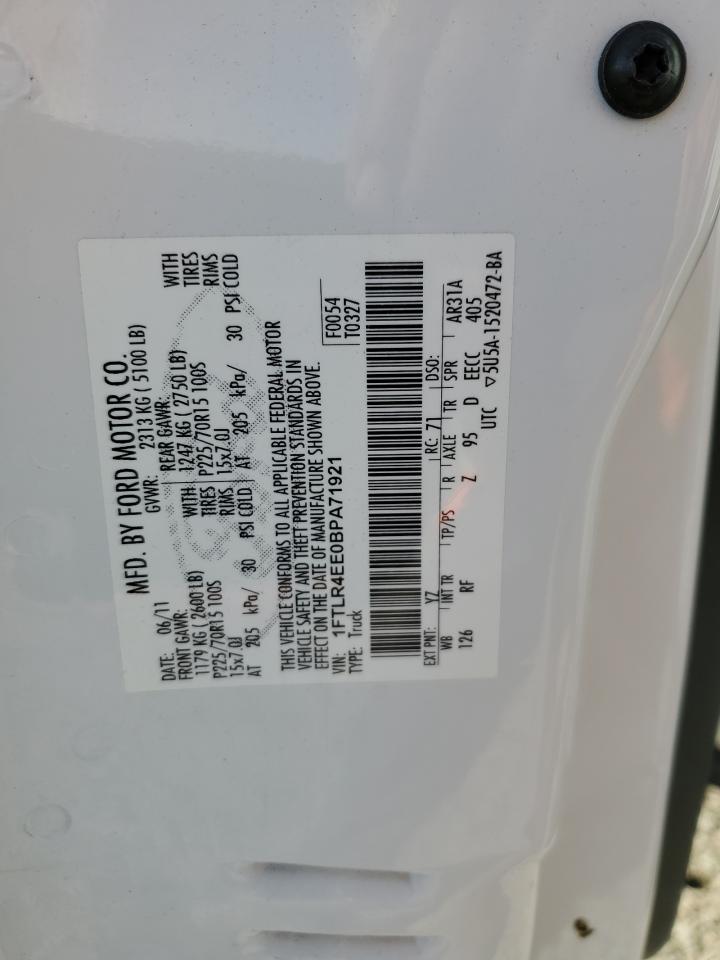 MFD. BY FORD MOTOR CO.
DATE: 06/11 GVWR: 2313 KG ( 5100 LB)
FRONT GAWR: REAR GAWR: WITH
1179 KG ( 2600 LB) WITH 1247 KG ( 2750 LB) TIRES
P225/70R15 100S TIRES P225/70R15 100S RIMS
15x7.0J RIMS 15x7.0J
AT 205 kPa/ 30 PSI COLD AT 205 kPa/ 30 PSI COLD
THIS VEHICLE CONFORMS TO ALL APPLICABLE FEDERAL MOTOR
VEHICLE SAFETY AND THEFT PREVENTION STANDARDS IN
EFFECT ON THE DATE OF MANUFACTURE SHOWN ABOVE.
VIN: 1FTLR4EE0BPA71921 F0054
TYPE: Truck T0327
EXT PNT: YZ RC: 71 DSO:
WB INT TR TP/PS R AXLE TR SPR AR31A
126 RF Z 95 D EECC 405
UTC ▽5U5A-1520472-BA